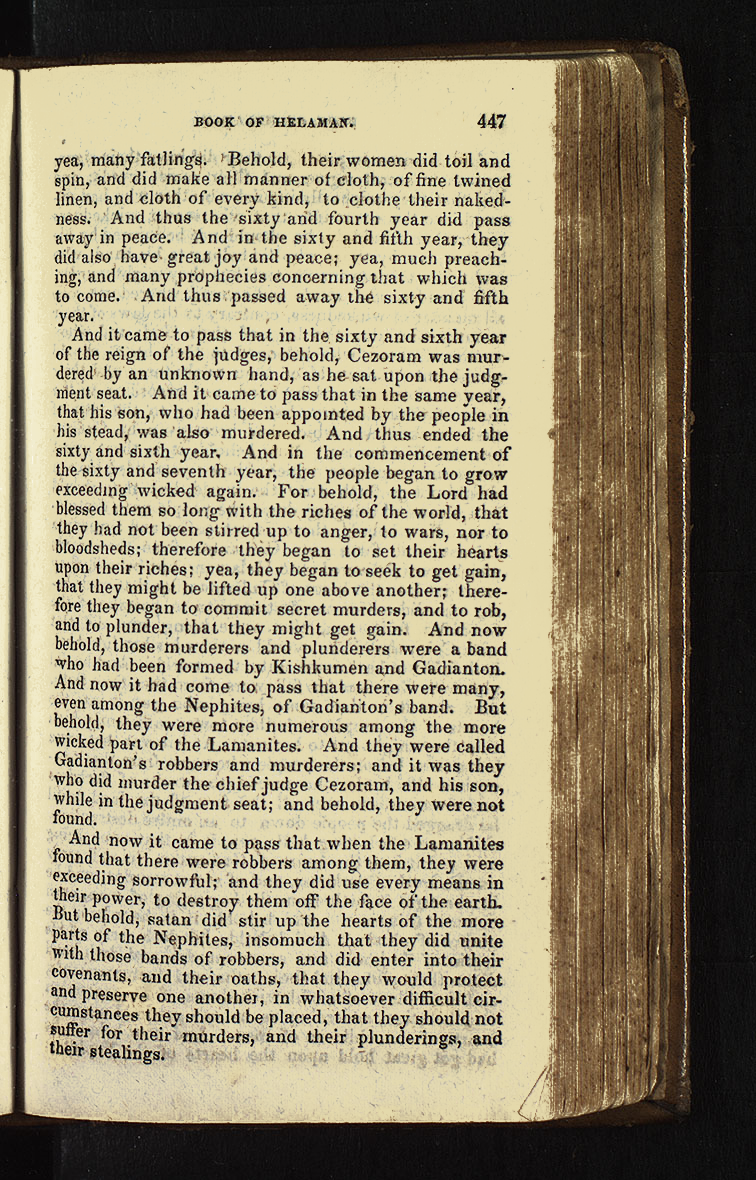 BOOK OF HELAMAN. 447
yea, many fatlings. Behold, their women did toil and
spin, and did make all manner of cloth, of fine twined
linen, and cloth of every kind, to clothe their naked-
ness. And thus the sixty and fourth year did pass
away in peace. And in the sixty and fifth year, they
did also have great joy and peace; yea, much preach-
ing, and many prophecies concerning that which was
to come. And thus passed away the sixty and fifth
year.
And it came to pass that in the sixty and sixth year
of the reign of the judges, behold, Cezoram was mur-
dered by an unknown hand, as he sat upon the judg-
ment seat. And it came to pass that in the same year,
that his son, who had been appointed by the people in
his stead, was also murdered. And thus ended the
sixty and sixth year. And in the commencement of
the sixty and seventh year, the people began to grow
exceeding wicked again. For behold, the Lord had
blessed them so long with the riches of the world, that
they had not been stirred up to anger, to wars, nor to
bloodsheds; therefore they began to set their hearts
upon their riches; yea, they began to seek to get gain,
that they might be lifted up one above another; there-
fore they began to commit secret murders, and to rob,
and to plunder, that they might get gain. And now
behold, those murderers and plunderers were a band
who had been formed by Kishkumen and Gadianton.
And now it had come to pass that there were many,
even among the Nephites, of Gadianton's band. But
behold, they were more numerous among the more
wicked part of the Lamanites. And they were called
Gadianton's robbers and murderers; and it was they
who did murder the chief judge Cezoram, and his son,
while in the judgment seat; and behold, they were not
found.
And now it came to pass that when the Lamanites
found that there were robbers among them, they were
exceeding sorrowful; and they did use every means in
their power, to destroy them off the face of the earth.
But behold, satan did stir up the hearts of the more
parts of the Nephites, insomuch that they did unite
with those bands of robbers, and did enter into their
covenants, and their oaths, that they would protect
and preserve one another, in whatsoever difficult cir-
cumstances they should be placed, that they should not
suffer for their murders, and their plunderings, and
their stealings.